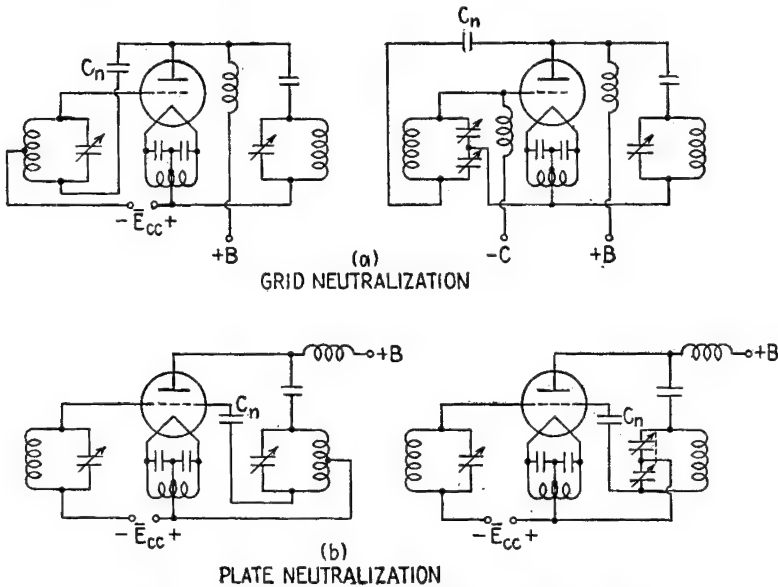 Cn
Cn
- Ecc +
+B
-C
+B
(a)
GRID NEUTRALIZATION
+B
+B
Cn
Cn
- Ecc +
- Ecc +
(b)
PLATE NEUTRALIZATION